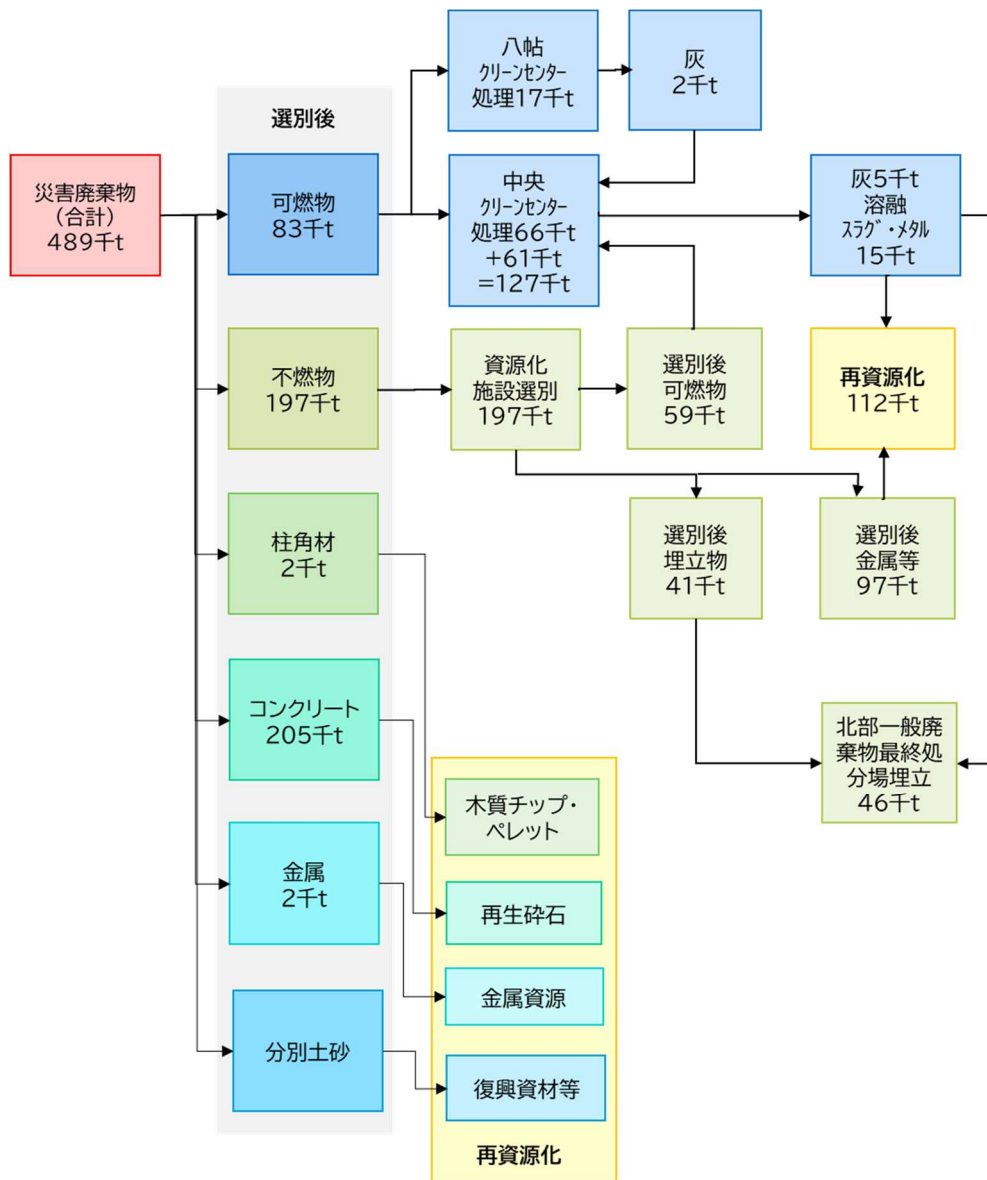 八帖
ｸﾘｰﾝｾﾝﾀｰ
処理17千t
灰
2千t
選別後
災害廃棄物
(合計)
489千t
可燃物
83千t
中央
ｸﾘｰﾝｾﾝﾀｰ
処理66千t
+61千t
=127千t
灰5千t
溶融
ｽﾗｸﾞ・ﾒﾀﾙ
15千t
不燃物
197千t
資源化
施設選別
197千t
選別後
可燃物
59千t
再資源化
112千t
柱角材
2千t
選別後
埋立物
41千t
選別後
金属等
97千t
コンクリート
205千t
北部一般廃
棄物最終処
分場埋立
46千t
木質チップ・
ペレット
金属
2千t
再生砕石
金属資源
分別土砂
復興資材等
再資源化